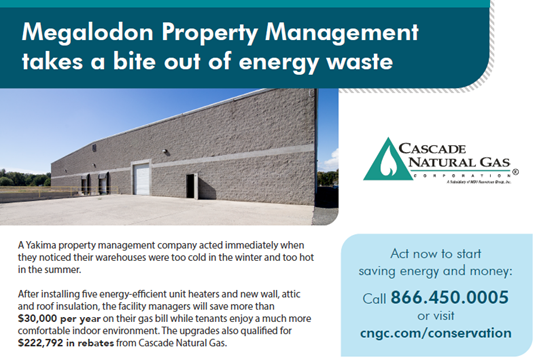 Megalodon Property Management
takes a bite out of energy waste
CASCADE
NATURAL GAS
CORPORATION®
A Subsidiary of MDU Resources Group, Inc.
A Yakima property management company acted immediately when
they noticed their warehouses were too cold in the winter and too hot
in the summer.
After installing five energy-efficient unit heaters and new wall, attic
and roof insulation, the facility managers will save more than
$30,000 per year on their gas bill while tenants enjoy a much more
comfortable indoor environment. The upgrades also qualified for
$222,792 in rebates from Cascade Natural Gas.
Act now to start
saving energy and money:
Call 866.450.0005
or visit
cngc.com/conservation